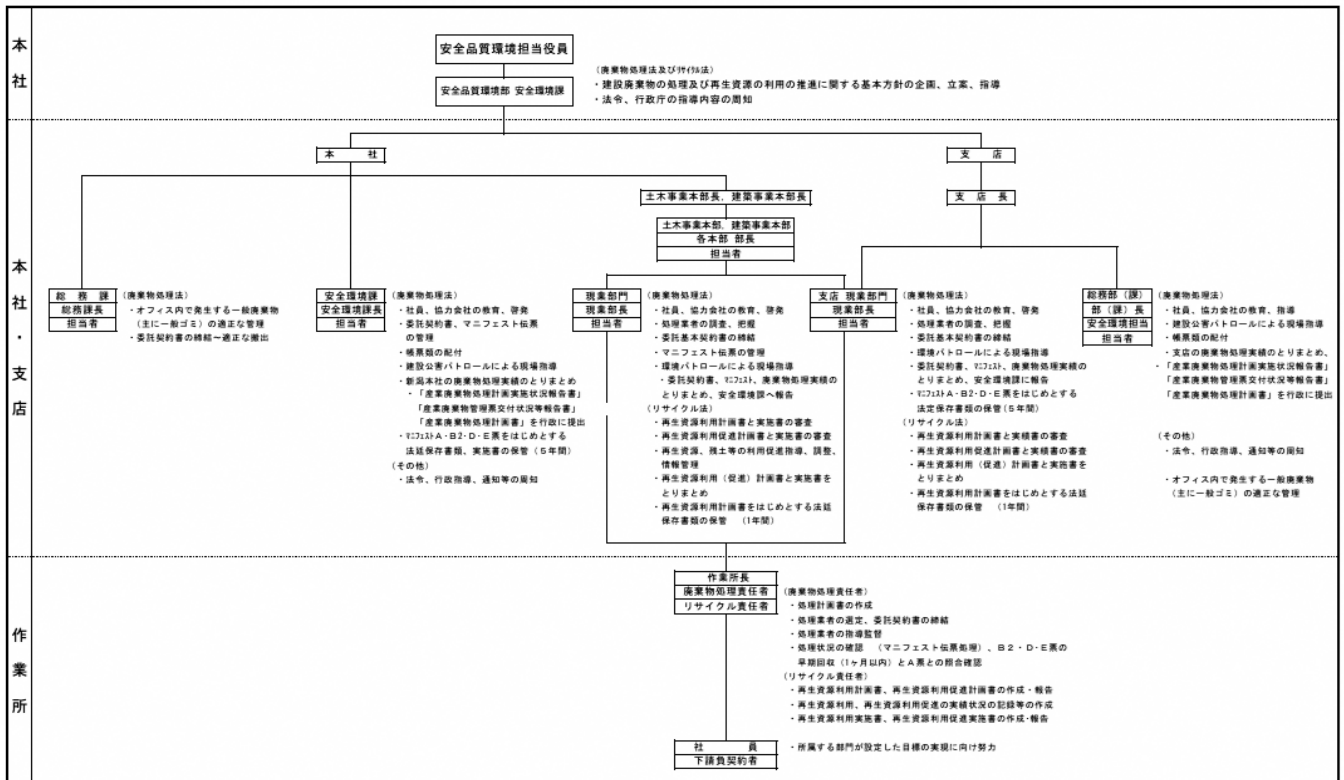 本社
安全品質環境担当役員
安全品質環境部 安全環境課
(廃棄物処理法及びリサイクル法)
・建設廃棄物の処理及び再生資源の利用の推進に関する基本方針の企画、立案、指導
・法令、行政庁の指導内容の周知
本社・支店
本 社
支 店
土木事業本部長、建築事業本部長
支 店 長
土木事業本部、建築事業本部
各本部 部長
担当者
総 務 課
総務課長
担当者
(廃棄物処理法)
・オフィス内で発生する一般廃棄物
(主に一般ゴミ)の適正な管理
・委託契約書の締結～適正な搬出
安全環境課
安全環境課長
担当者
(廃棄物処理法)
・社員、協力会社の教育、啓発
・委託契約書、マニフェスト伝票
の管理
・帳票類の配付
・建設公害パトロールによる現場指導
・新潟本社の廃棄物処理実績のとりまとめ
・「産業廃棄物処理計画実施状況報告書」
「産業廃棄物管理票交付状況等報告書」
「産業廃棄物処理計画書」を行政に提出
・マニフェストA・B2・D・E票をはじめとする
法廷保存書類、実施書の保管(5年間)
(その他)
・法令、行政指導、通知等の周知
現業部門
現業部長
担当者
(廃棄物処理法)
・社員、協力会社の教育、啓発
・処理業者の調査、把握
・委託基本契約書の締結
・マニフェスト伝票の管理
・環境パトロールによる現場指導
・委託契約書、マニフェスト、廃棄物処理実績の
とりまとめ、安全環境課へ報告
(リサイクル法)
・再生資源利用計画書と実施書の審査
・再生資源利用促進計画書と実施書の審査
・再生資源、残土等の利用促進指導、調整、
情報管理
・再生資源利用(促進)計画書と実施書を
とりまとめ
・再生資源利用計画書をはじめとする法廷
保存書類の保管 (1年間)
支店 現業部門
現業部長
担当者
(廃棄物処理法)
・社員、協力会社の教育、啓発
・処理業者の調査、把握
・委託基本契約書の締結
・環境パトロールによる現場指導
・委託契約書、マニフェスト、廃棄物処理実績の
とりまとめ、安全環境課に報告
・マニフェストA・B2・D・E票をはじめとする
法定保存書類の保管(5年間)
(リサイクル法)
・再生資源利用計画書と実績書の審査
・再生資源利用促進計画書と実績書の審査
・再生資源利用(促進)計画書と実施書を
とりまとめ
・再生資源利用計画書をはじめとする法廷
保存書類の保管 (1年間)
総務部(課)
部(課)長
安全環境担当
担当者
(廃棄物処理法)
・社員、協力会社の教育、指導
・建設公害パトロールによる現場指導
・帳票類の配付
・支店の廃棄物処理実績のとりまとめ、
・「産業廃棄物処理計画実施状況報告書」
「産業廃棄物管理票交付状況等報告書」
「産業廃棄物処理計画書」を行政に提出
(その他)
・法令、行政指導、通知等の周知
・オフィス内で発生する一般廃棄物
(主に一般ゴミ)の適正な管理
作業所
作業所長
廃棄物処理責任者
リサイクル責任者
(廃棄物処理責任者)
・処理計画書の作成
・処理業者の選定、委託契約書の締結
・処理業者の指導監督
・処理状況の確認 (マニフェスト伝票処理)、B2・D・E票の
早期回収(1ヶ月以内)とA票との照合確認
(リサイクル責任者)
・再生資源利用計画書、再生資源利用促進計画書の作成・報告
・再生資源利用、再生資源利用促進の実績状況の記録等の作成
・再生資源利用実施書、再生資源利用促進実施書の作成・報告
社 員
下請負契約者
・所属する部門が設定した目標の実現に向け努力